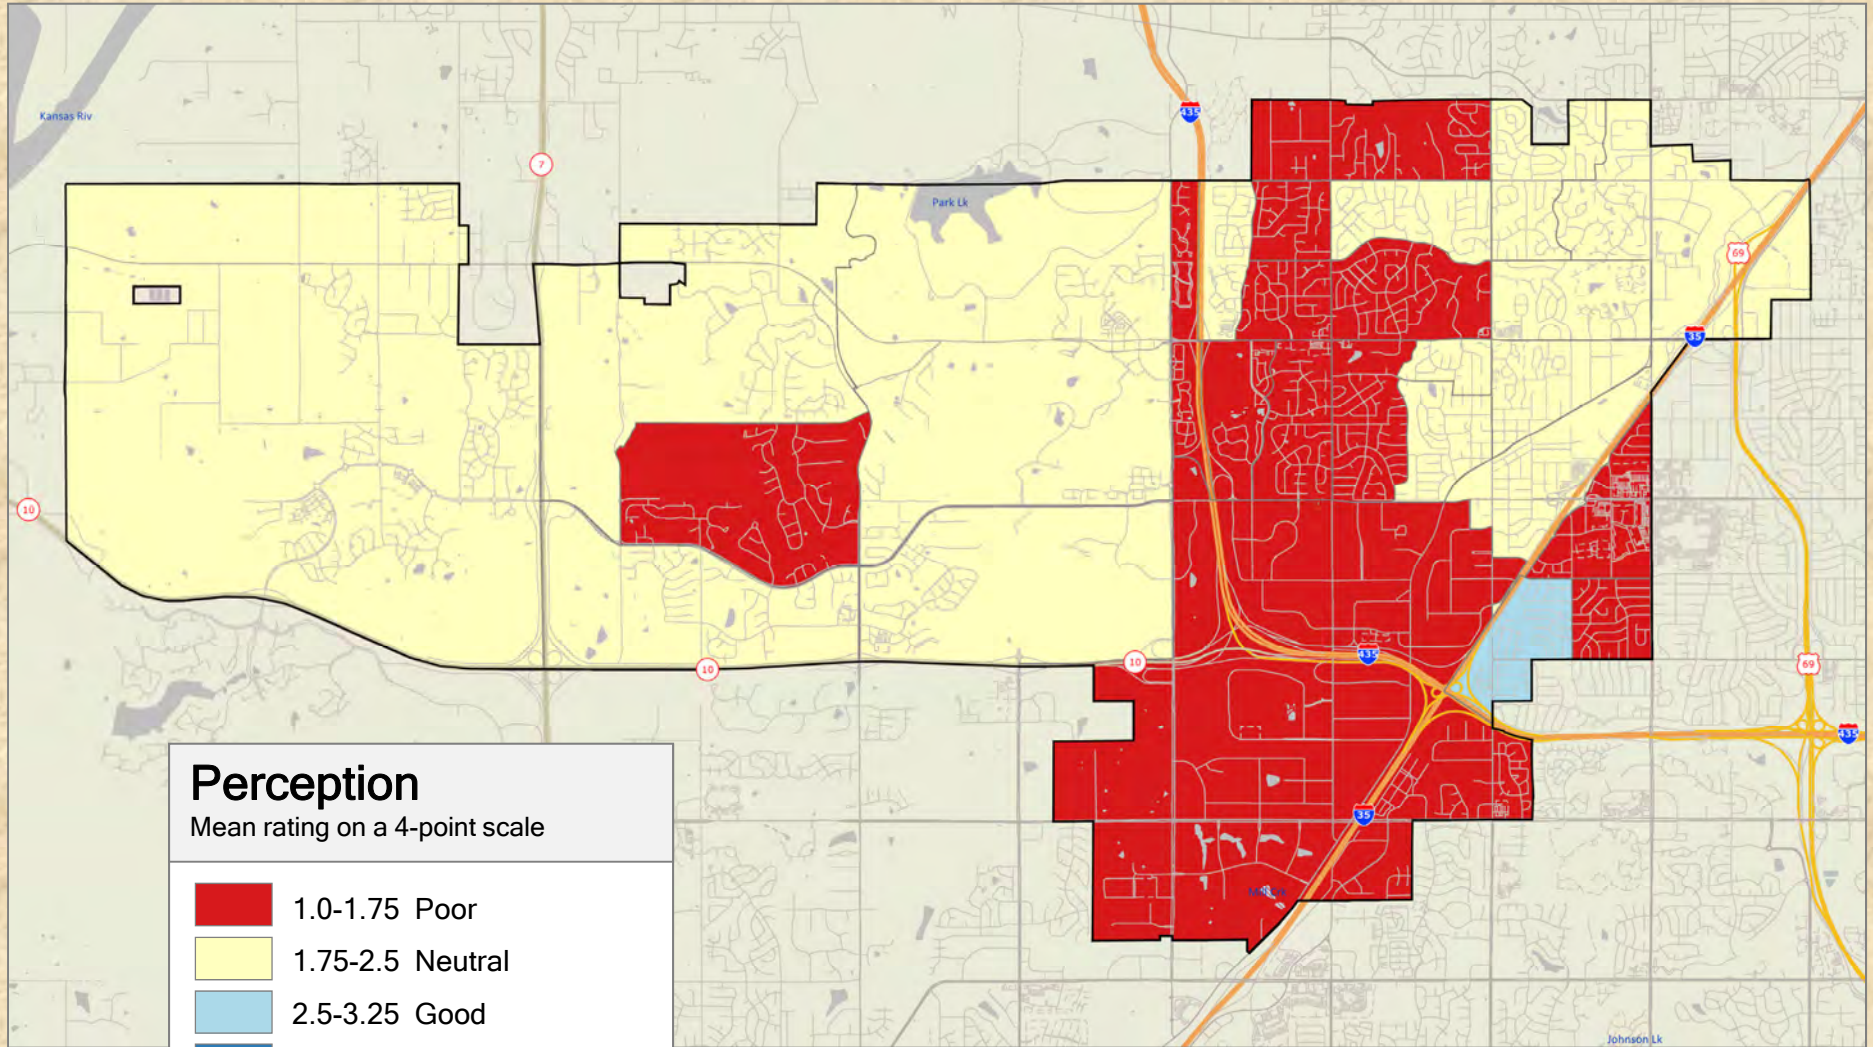 Kansas Riv
435
7
Park Lk
69
35
10
10
10
435
69
435
35
Perception
Mean rating on a 4-point scale
1.0-1.75 Poor
1.75-2.5 Neutral
2.5-3.25 Good
Johnson Lk